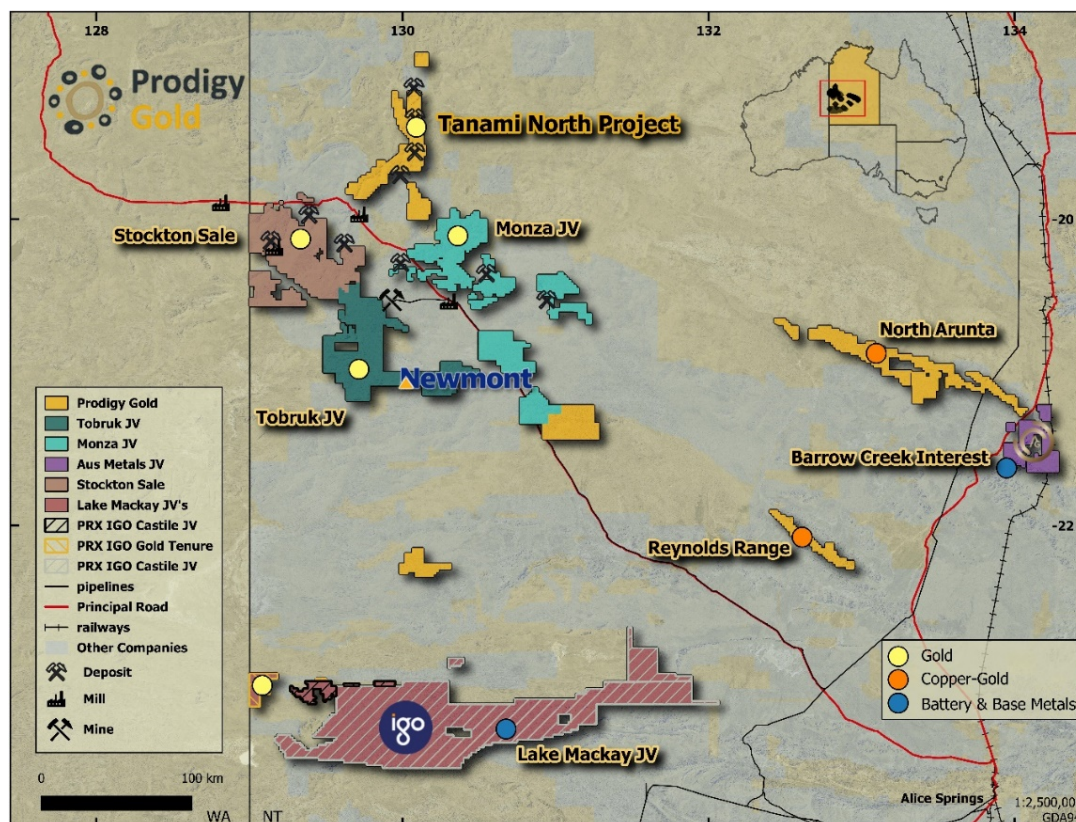 128
130
132
134
Prodigy
Gold
Tanami North Project
-20
Stockton Sale
Monza JV
North Arunta
Newmont
Tobruk JV
Prodigy Gold
Tobruk JV
Monza JV
Aus Metals JV
Stockton Sale
Lake Mackay JV's
PRX IGO Castile JV
PRX IGO Gold Tenure
PRX IGO Castile JV
pipelines
Principal Road
railways
Other Companies
Deposit
Mill
Mine
Barrow Creek Interest
-22
Reynolds Range
Gold
Copper-Gold
Battery & Base Metals
igo
Lake Mackay JV
0
100 km
WA
NT
Alice Springs
1:2,500,00
GDA94